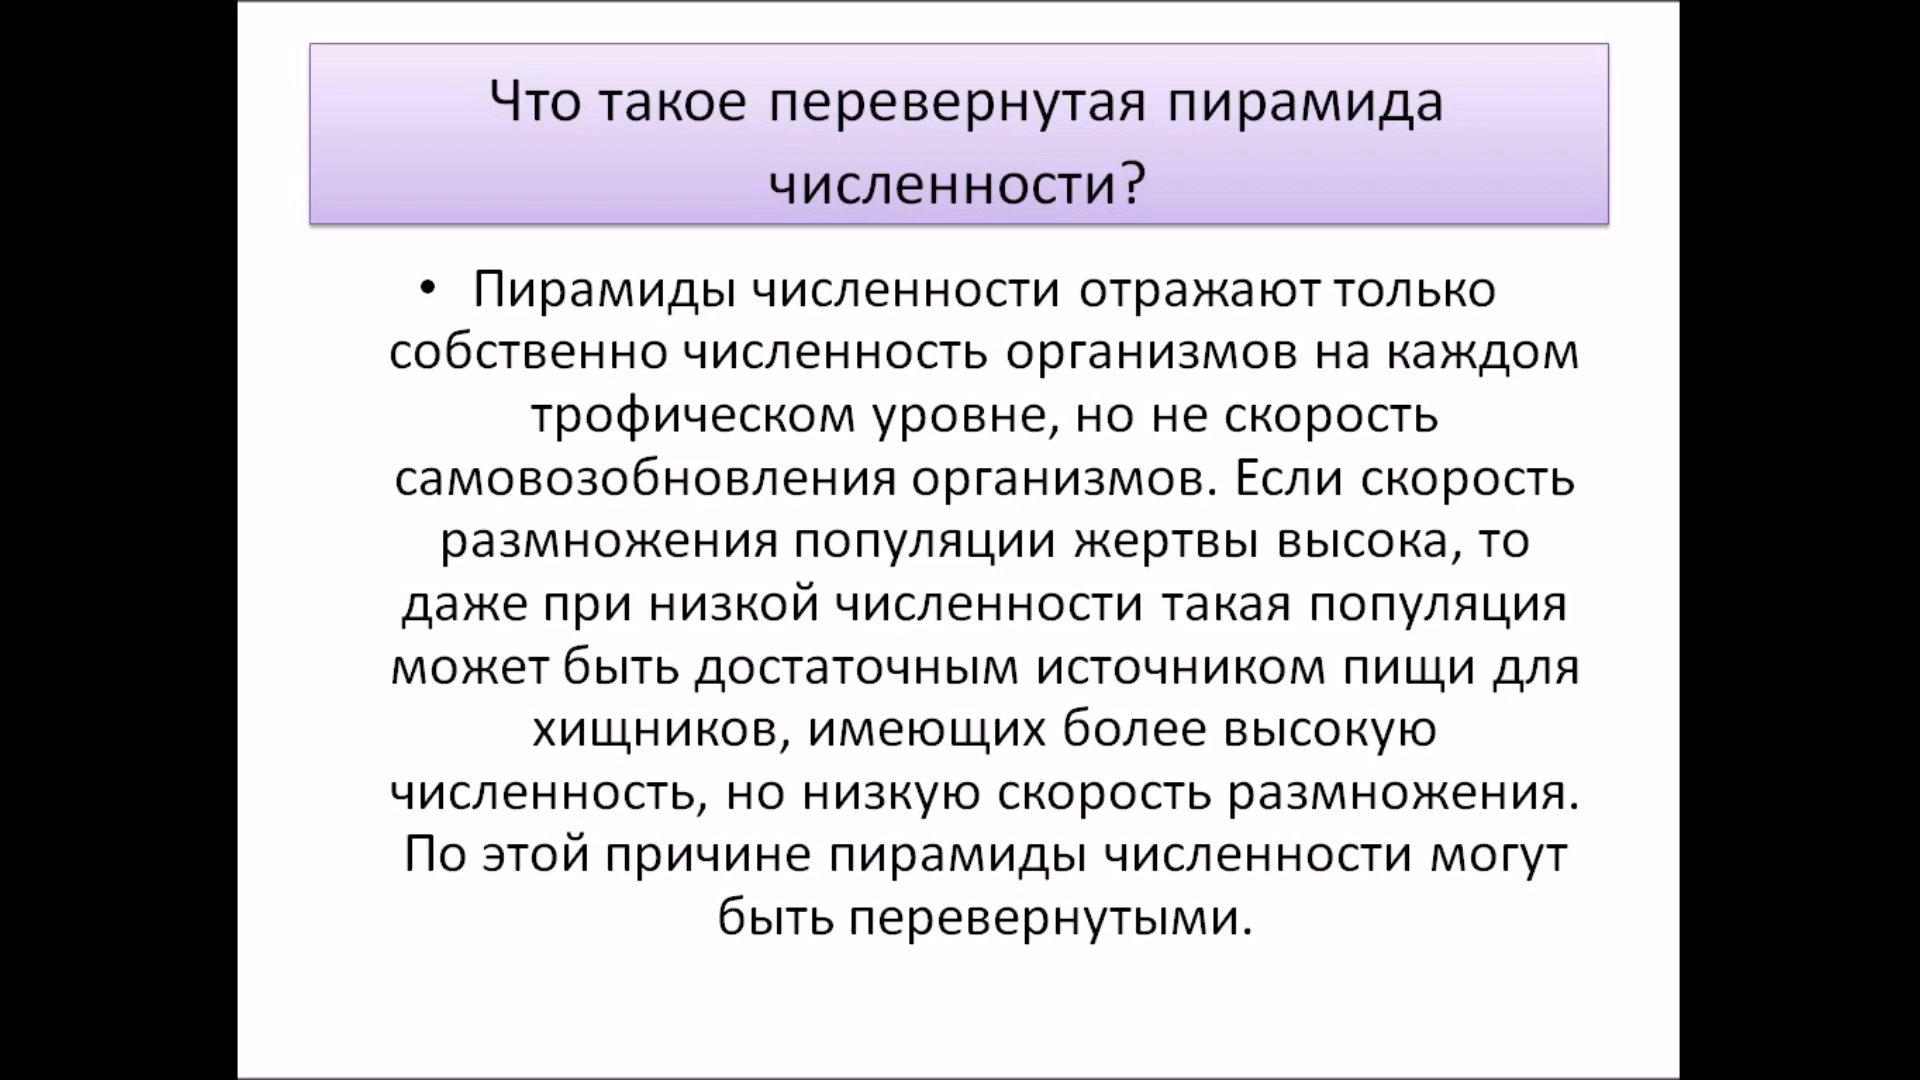 Что такое перевернутая пирамида
численности?
• Пирамиды численности отражают только
собственно численность организмов на каждом
трофическом уровне, но не скорость
самовозобновления организмов. Если скорость
размножения популяции жертвы высока, то
даже при низкой численности такая популяция
может быть достаточным источником пищи для
хищников, имеющих более высокую
численность, но низкую скорость размножения.
По этой причине пирамиды численности могут
быть перевернутыми.